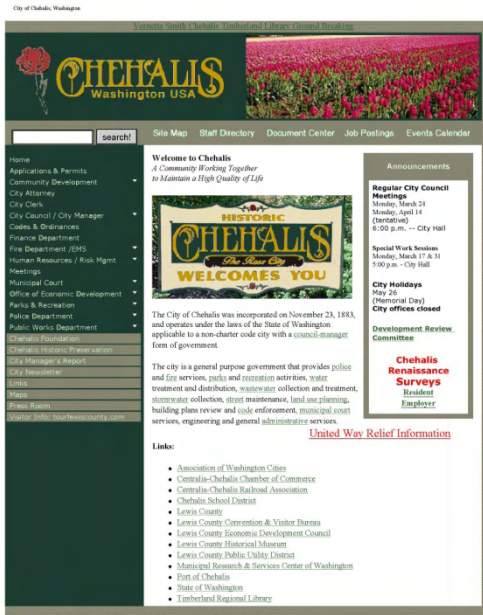 City of Chehalis, Washington
Vernetta Smith Chehalis Timberland Library Ground Breaking
CHEHALIS
Washington USA
search!
Site Map Staff Directory Document Center Job Postings Events Calendar
Home
Applications & Permits
Community Development
City Attorney
City Clerk
City Council / City Manager
Codes & Ordinances
Finance Department
Fire Department /EMS
Human Resources / Risk Mgmt
Meetings
Municipal Court
Office of Economic Development
Parks & Recreation
Police Department
Public Works Department
Chehalis Foundation
Chehalis Historic Preservation
City Manager's Report
City Newsletter
Links
Maps
Press Room
Visitor Info: tourlewiscounty.com
Welcome to Chehalis
A Community Working Together
to Maintain a High Quality of Life
HISTORIC
CHEHALIS
The Rose City
WELCOMES YOU
The City of Chehalis was incorporated on November 23, 1883,
and operates under the laws of the State of Washington
applicable to a non-charter code city with a council-manager
form of government.
The city is a general purpose government that provides police
and fire services, parks and recreation activities, water
treatment and distribution, wastewater collection and treatment,
stormwater collection, street maintenance, land use planning,
building plans review and code enforcement, municipal court
services, engineering and general administrative services.
United Way Relief Information
Links:
Association of Washington Cities
Centralia-Chehalis Chamber of Commerce
Centralia-Chehalis Railroad Association
Chehalis School District
Lewis County
Lewis County Convention & Visitor Bureau
Lewis County Economic Development Council
Lewis County Historical Museum
Lewis County Public Utility District
Municipal Research & Services Center of Washington
Port of Chehalis
State of Washington
Timberland Regional Library
Announcements
Regular City Council
Meetings
Monday, March 24
Monday, April 14
(tentative)
6:00 p.m. -- City Hall
Special Work Sessions
Monday, March 17 & 31
5:00 p.m. - City Hall
City Holidays
May 26
(Memorial Day)
City offices closed
Development Review
Committee
Chehalis
Renaissance
Surveys
Resident
Employer